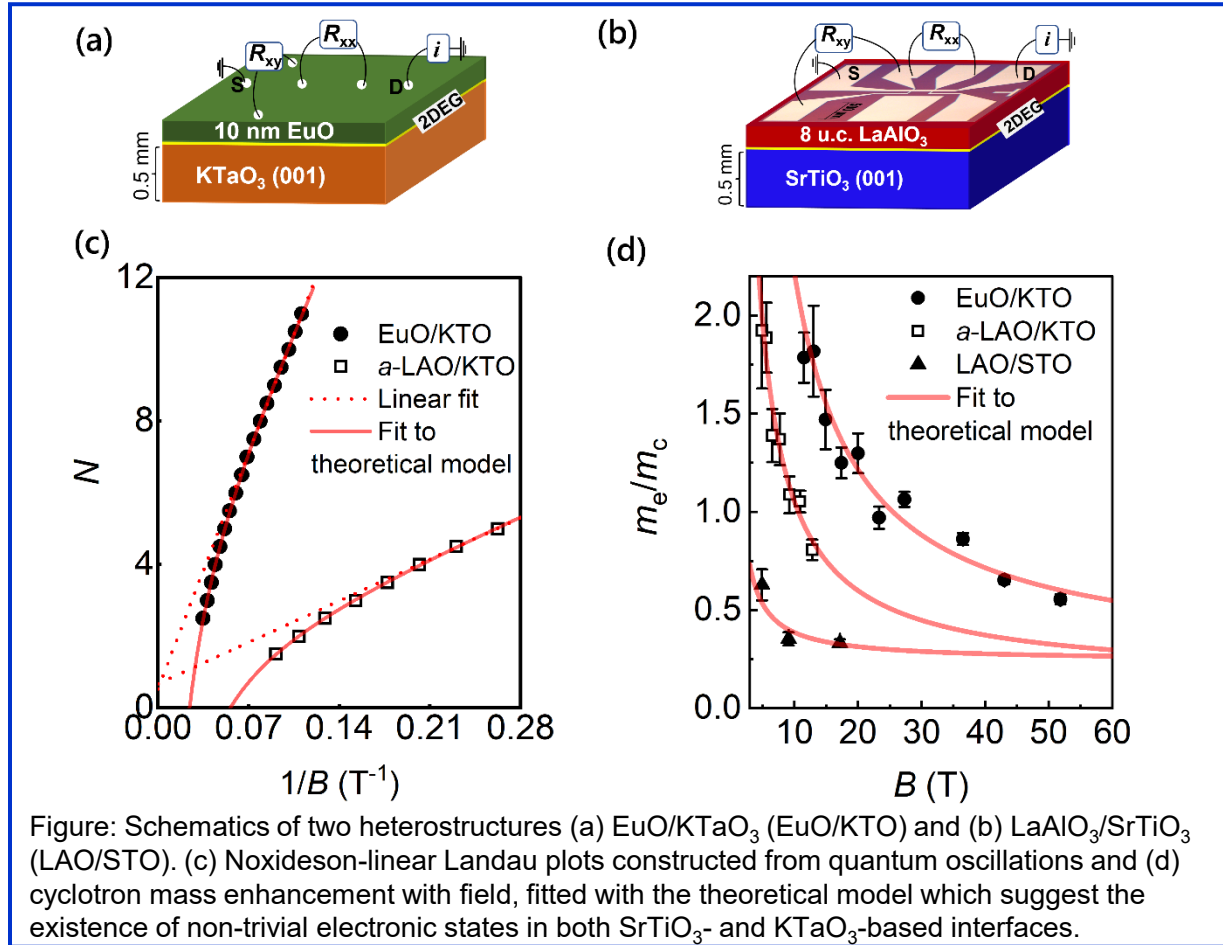 (a)
R_xy
R_xx
i
S
D
2DEG
10 nm EuO
0.5 mm
KTaO₃ (001)
(b)
R_xy
R_xx
i
S
D
2DEG
8 u.c. LaAlO₃
0.5 mm
SrTiO₃ (001)
(c)
12
8
4
0
N
EuO/KTO
a-LAO/KTO
Linear fit
Fit to
theoretical model
0.00 0.07 0.14 0.21 0.28
1/B (T⁻¹)
(d)
2.0
1.5
1.0
0.5
0.0
m_e/m_c
EuO/KTO
a-LAO/KTO
LAO/STO
Fit to
theoretical model
10 20 30 40 50 60
B (T)
Figure: Schematics of two heterostructures (a) EuO/KTaO₃ (EuO/KTO) and (b) LaAlO₃/SrTiO₃
(LAO/STO). (c) Noxideson-linear Landau plots constructed from quantum oscillations and (d)
cyclotron mass enhancement with field, fitted with the theoretical model which suggest the
existence of non-trivial electronic states in both SrTiO₃- and KTaO₃-based interfaces.